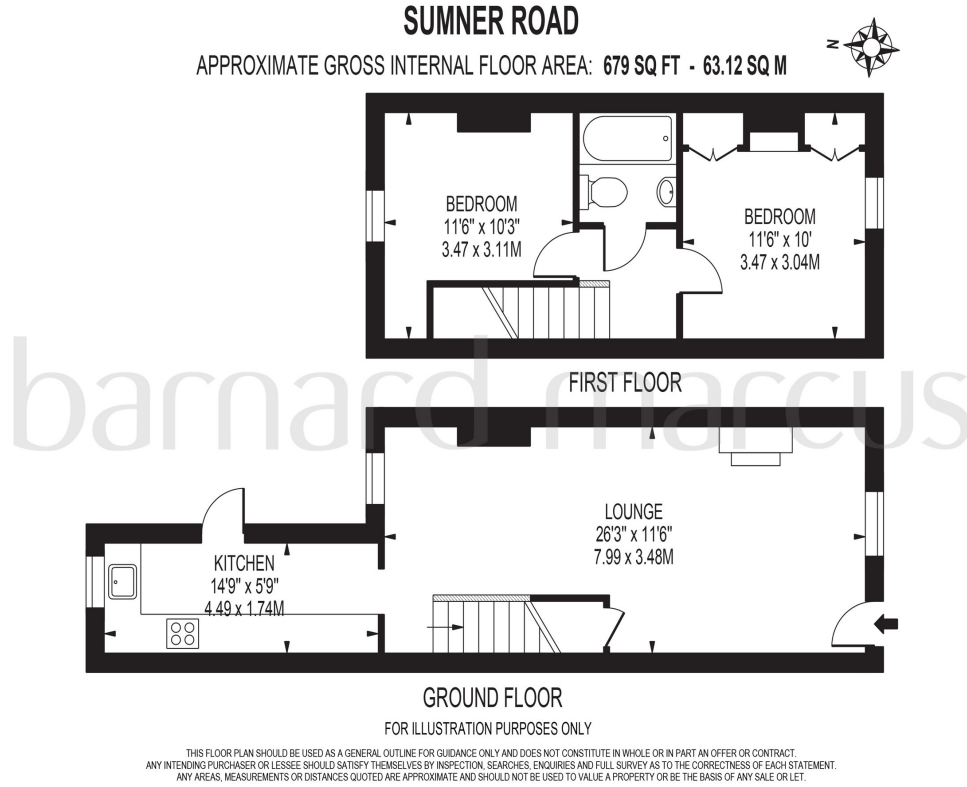 SUMNER ROAD
APPROXIMATE GROSS INTERNAL FLOOR AREA: 679 SQ FT - 63.12 SQ M
N
BEDROOM
11'6" x 10'3"
3.47 x 3.11M
BEDROOM
11'6" x 10'
3.47 x 3.04M
barnard marcus
FIRST FLOOR
LOUNGE
26'3" x 11'6"
7.99 x 3.48M
KITCHEN
14'9" x 5'9"
4.49 x 1.74M
GROUND FLOOR
FOR ILLUSTRATION PURPOSES ONLY
THIS FLOOR PLAN SHOULD BE USED AS A GENERAL OUTLINE FOR GUIDANCE ONLY AND DOES NOT CONSTITUTE IN WHOLE OR IN PART AN OFFER OR CONTRACT.
ANY INTENDING PURCHASER OR LESSEE SHOULD SATISFY THEMSELVES BY INSPECTION, SEARCHES, ENQUIRIES AND FULL SURVEY AS TO THE CORRECTNESS OF EACH STATEMENT.
ANY AREAS, MEASUREMENTS OR DISTANCES QUOTED ARE APPROXIMATE AND SHOULD NOT BE USED TO VALUE A PROPERTY OR BE THE BASIS OF ANY SALE OR LET.